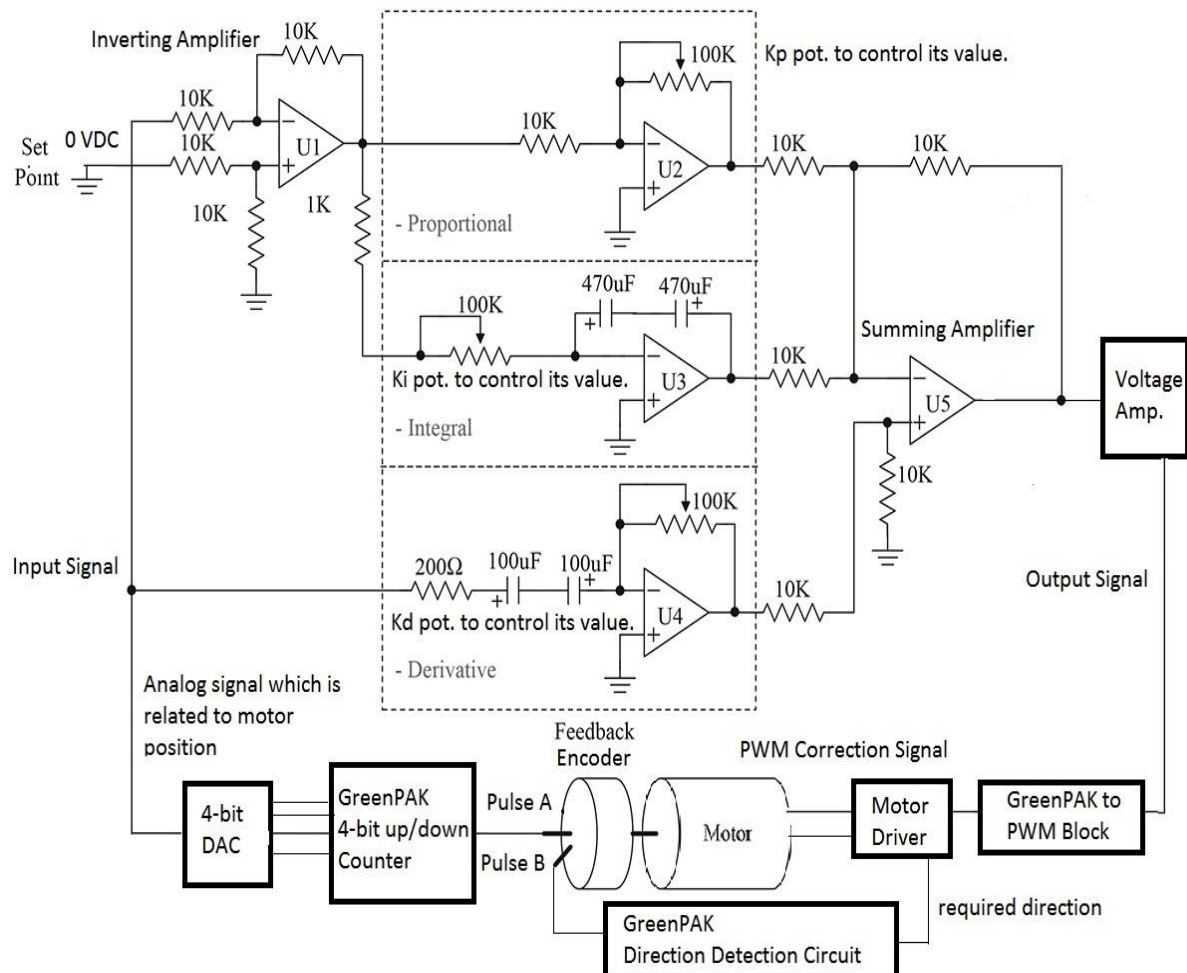 Inverting Amplifier
10K
100K
Kp pot. to control its value.
10K
0 VDC
10K
Set
Point
-
+
U1
10K
1K
10K
-
+
U2
10K
10K
- Proportional
470uF
470uF
+
+
100K
-
+
U3
Ki pot. to control its value.
10K
Summing Amplifier
-
+
U5
- Integral
10K
Voltage
Amp.
100K
Input Signal
200Ω
100uF
100uF
+
+
-
+
U4
Kd pot. to control its value.
10K
Output Signal
- Derivative
Analog signal which is
related to motor
position
Feedback
Encoder
PWM Correction Signal
4-bit
DAC
GreenPAK
4-bit up/down
Counter
Pulse A
Pulse B
Motor
Motor
Driver
GreenPAK to
PWM Block
required direction
GreenPAK
Direction Detection Circuit